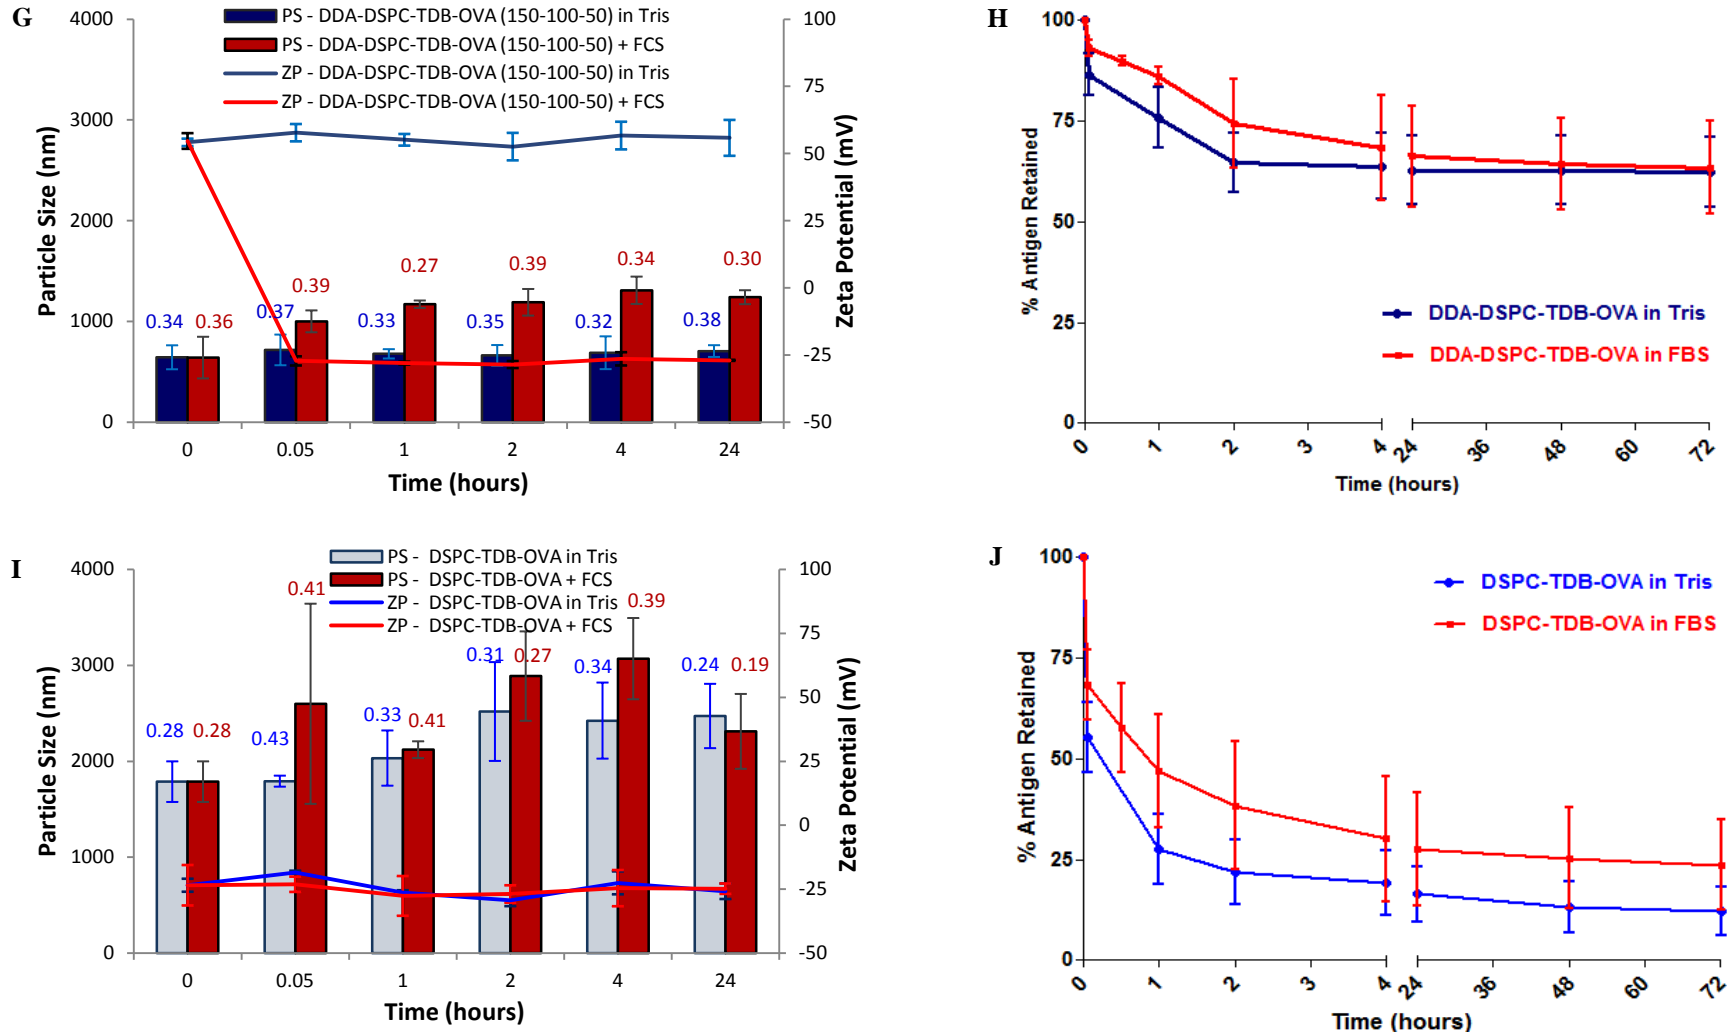 G
PS - DDA-DSPC-TDB-OVA (150-100-50) in Tris
PS - DDA-DSPC-TDB-OVA (150-100-50) + FCS
ZP - DDA-DSPC-TDB-OVA (150-100-50) in Tris
ZP - DDA-DSPC-TDB-OVA (150-100-50) + FCS
Particle Size (nm)
4000
3000
2000
1000
0
0.34 0.36 0.37 0.39 0.33 0.27 0.35 0.39 0.32 0.34 0.38 0.30
0 0.05 1 2 4 24
Time (hours)
100
75
50
25
0
-25
-50
Zeta Potential (mV)
H
% Antigen Retained
100
75
50
25
0
DDA-DSPC-TDB-OVA in Tris
DDA-DSPC-TDB-OVA in FBS
0 1 2 3 4 24 36 48 60 72
Time (hours)
I
PS - DSPC-TDB-OVA in Tris
PS - DSPC-TDB-OVA + FCS
ZP - DSPC-TDB-OVA in Tris
ZP - DSPC-TDB-OVA + FCS
Particle Size (nm)
4000
3000
2000
1000
0
0.28 0.28 0.43 0.41 0.33 0.41 0.31 0.27 0.34 0.39 0.24 0.19
0 0.05 1 2 4 24
Time (hours)
100
75
50
25
0
-25
-50
Zeta Potential (mV)
J
% Antigen Retained
100
75
50
25
0
DSPC-TDB-OVA in Tris
DSPC-TDB-OVA in FBS
0 1 2 3 4 24 36 48 60 72
Time (hours)